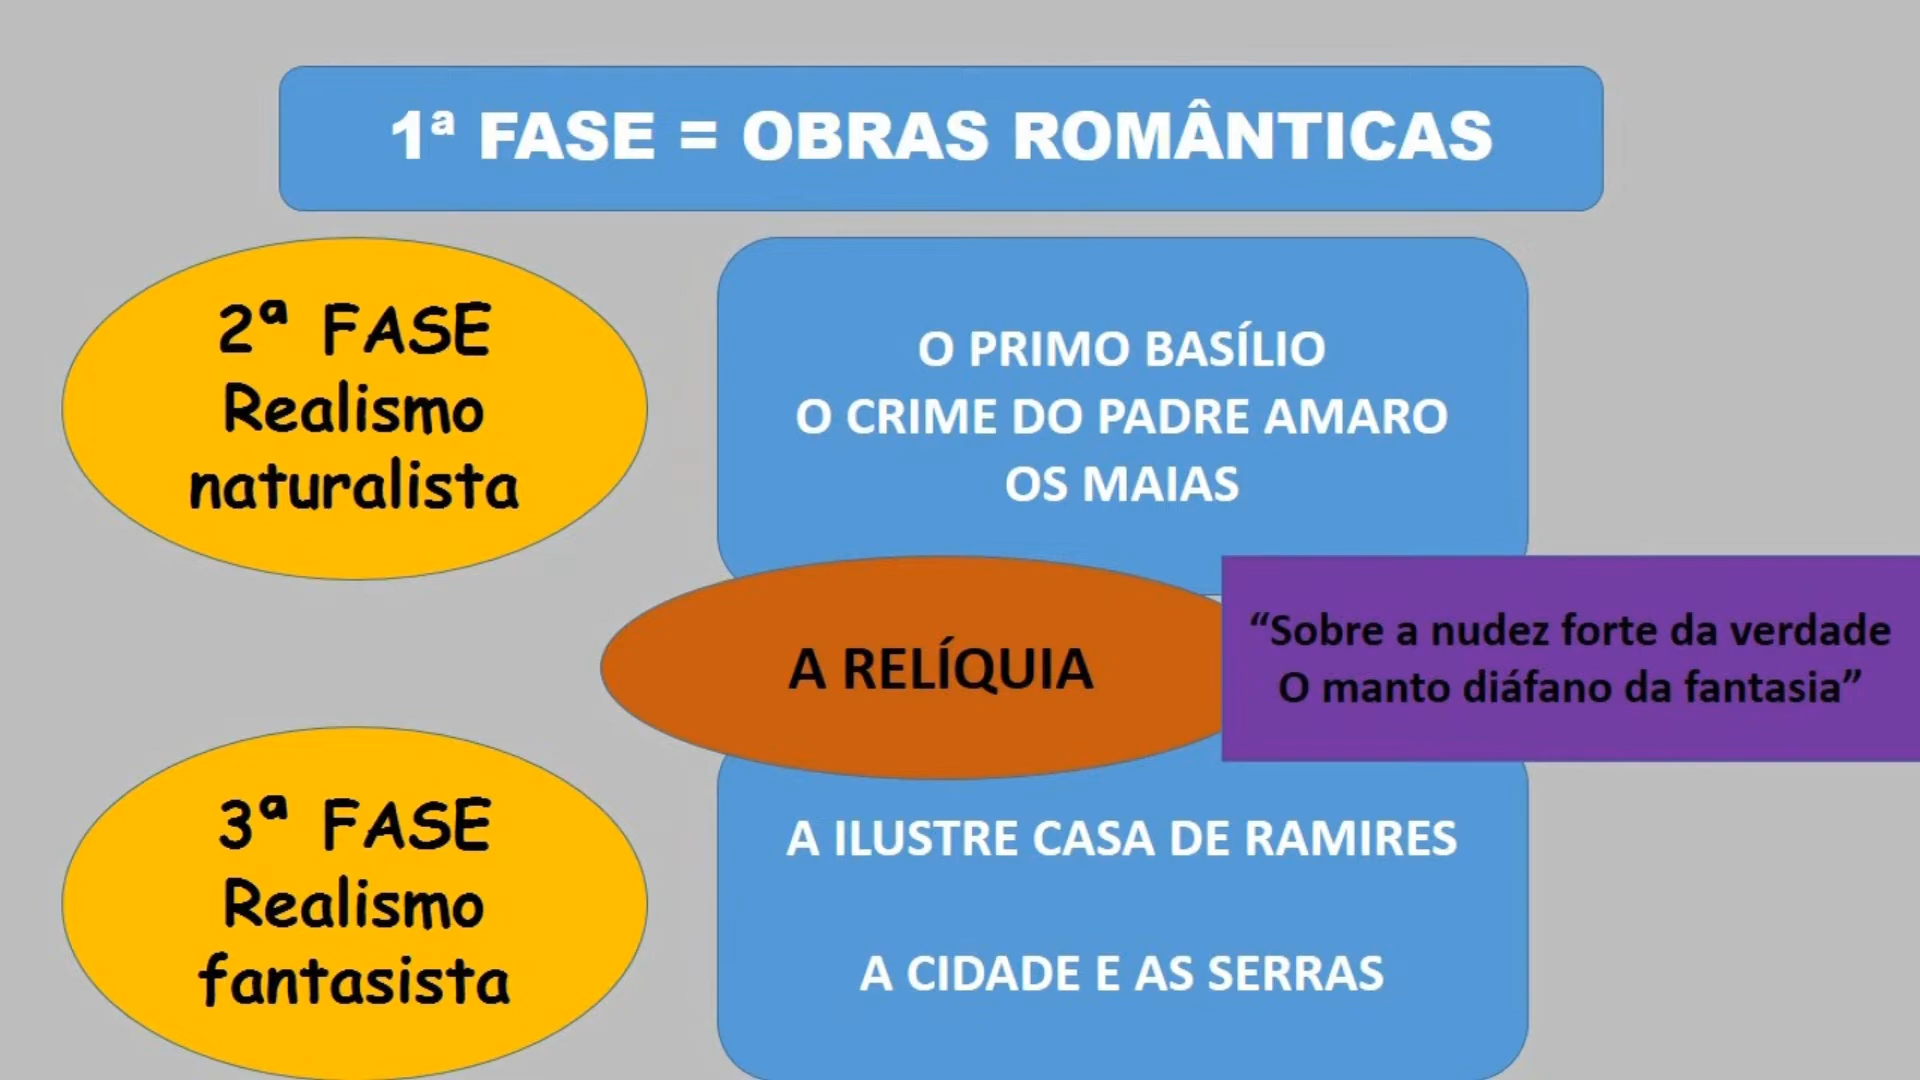 1ª FASE = OBRAS ROMÂNTICAS
2ª FASE
Realismo
naturalista
O PRIMO BASÍLIO
O CRIME DO PADRE AMARO
OS MAIAS
A RELÍQUIA
“Sobre a nudez forte da verdade
O manto diáfano da fantasia”
3ª FASE
Realismo
fantasista
A ILUSTRE CASA DE RAMIRES
A CIDADE E AS SERRAS